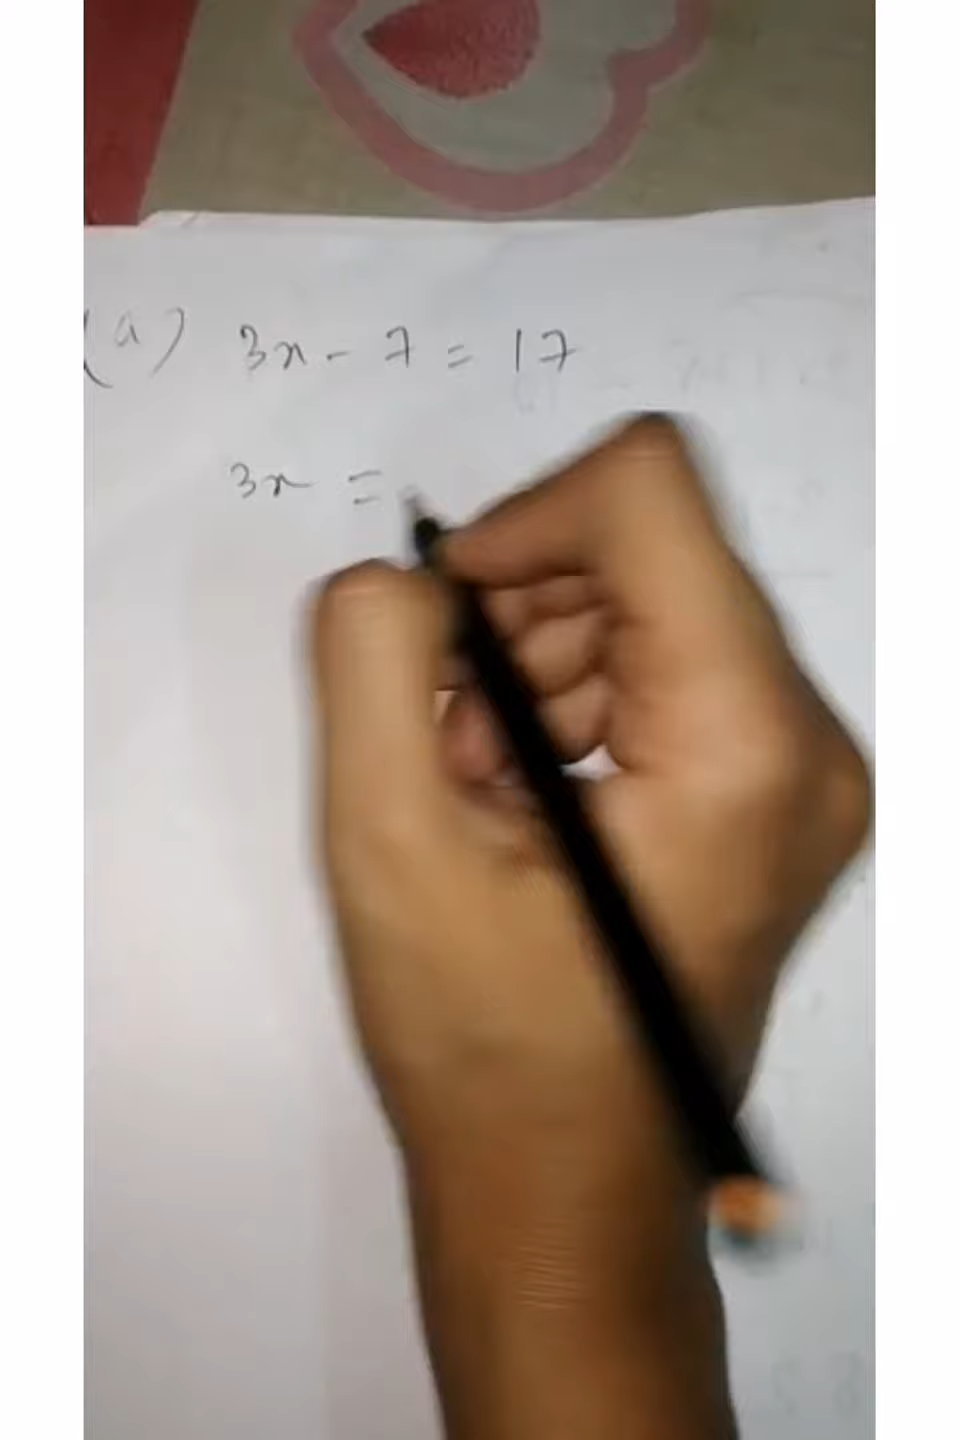 (a) 3x - 7 = 17
3x =